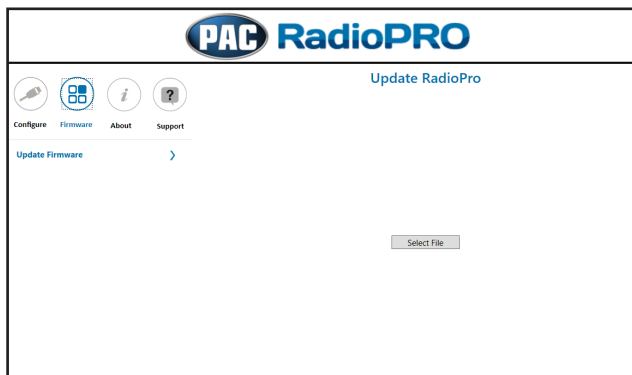 PAC RadioPRO
Update RadioPro
Configure Firmware About Support
Update Firmware
Select File